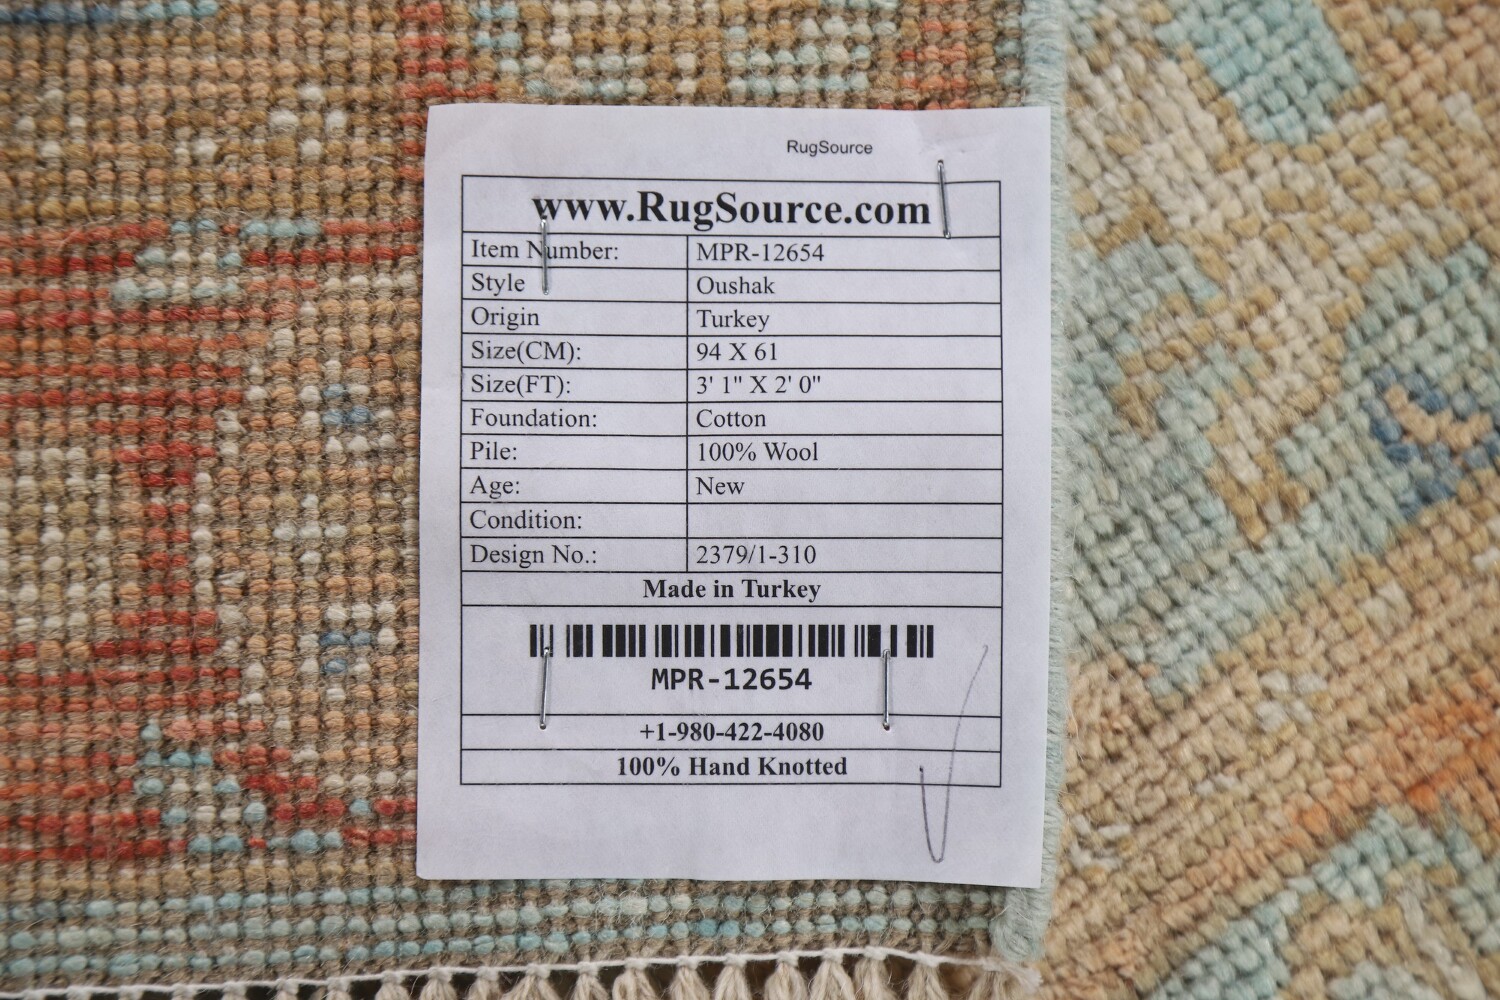 RugSource
www.RugSource.com
Item Number: MPR-12654
Style Oushak
Origin Turkey
Size(CM): 94 X 61
Size(FT): 3' 1" X 2' 0"
Foundation: Cotton
Pile: 100% Wool
Age: New
Condition:
Design No.: 2379/1-310
Made in Turkey
MPR-12654
+1-980-422-4080
100% Hand Knotted